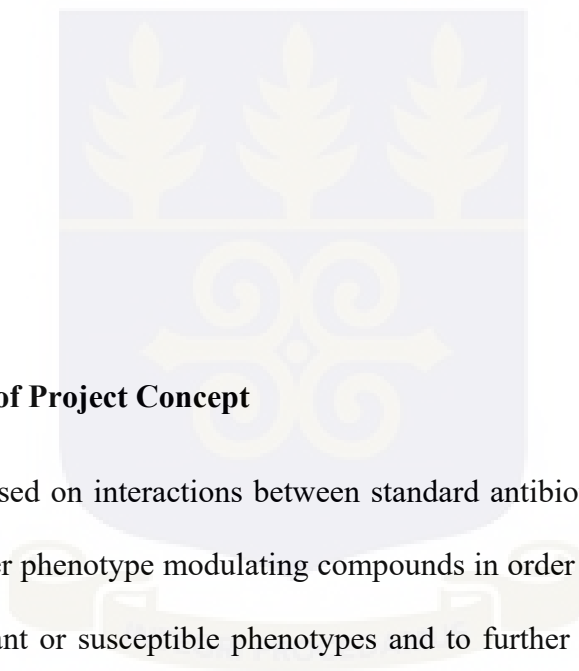 of Project Concept
sed on interactions between standard antibio
er phenotype modulating compounds in order
ant or susceptible phenotypes and to further